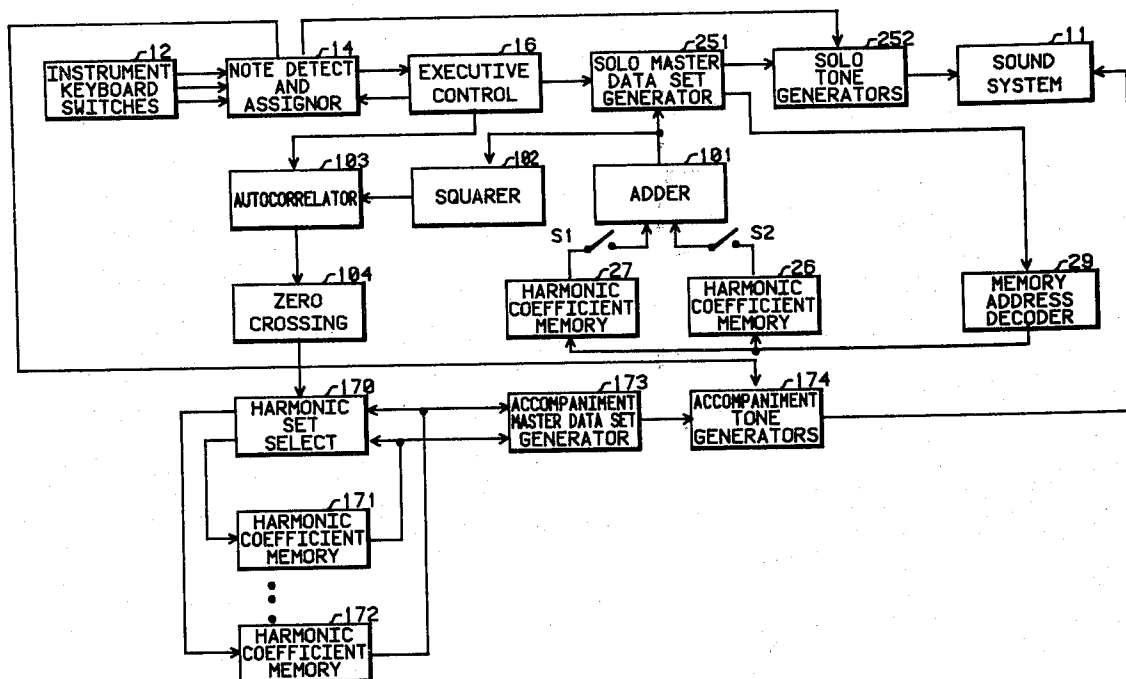 12
INSTRUMENT
KEYBOARD
SWITCHES
14
NOTE DETECT
AND
ASSIGNOR
16
EXECUTIVE
CONTROL
251
SOLO MASTER
DATA SET
GENERATOR
252
SOLO
TONE
GENERATORS
11
SOUND
SYSTEM
103
AUTOCORRELATOR
102
SQUARER
101
ADDER
S1
S2
104
ZERO
CROSSING
27
HARMONIC
COEFFICIENT
MEMORY
26
HARMONIC
COEFFICIENT
MEMORY
29
MEMORY
ADDRESS
DECODER
170
HARMONIC
SET
SELECT
173
ACCOMPANIMENT
MASTER DATA SET
GENERATOR
174
ACCOMPANIMENT
TONE
GENERATORS
171
HARMONIC
COEFFICIENT
MEMORY
172
HARMONIC
COEFFICIENT
MEMORY